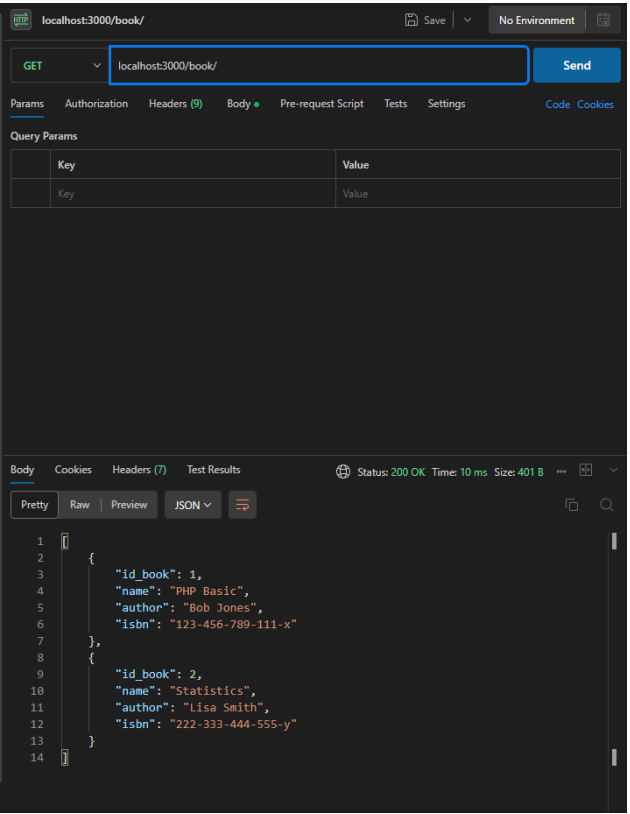 HTTP localhost:3000/book/ Save No Environment
GET localhost:3000/book/ Send
Params Authorization Headers (9) Body Pre-request Script Tests Settings Code Cookies
Query Params
Key Value
Key Value
Body Cookies Headers (7) Test Results Status: 200 OK Time: 10 ms Size: 401 B
Pretty Raw Preview JSON
1 [
2 {
3 "id_book": 1,
4 "name": "PHP Basic",
5 "author": "Bob Jones",
6 "isbn": "123-456-789-111-x"
7 },
8 {
9 "id_book": 2,
10 "name": "Statistics",
11 "author": "Lisa Smith",
12 "isbn": "222-333-444-555-y"
13 }
14 ]